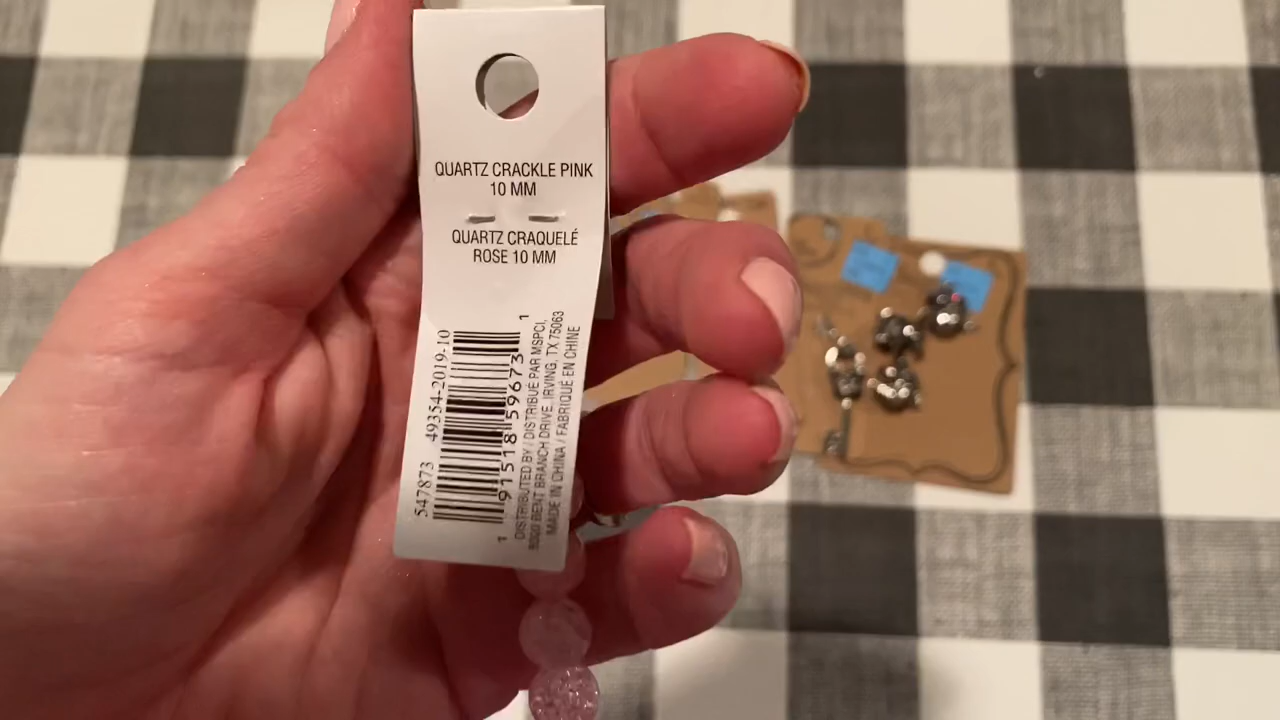 QUARTZ CRACKLE PINK
10 MM
QUARTZ CRAQUELÉ
ROSE 10 MM
547873 49354-2019-10
1 91518 59673 1
DISTRIBUTED BY / DISTRIBUÉ PAR MSPCI,
8000 BENT BRANCH DRIVE, IRVING, TX 75063
MADE IN CHINA / FABRIQUÉ EN CHINE